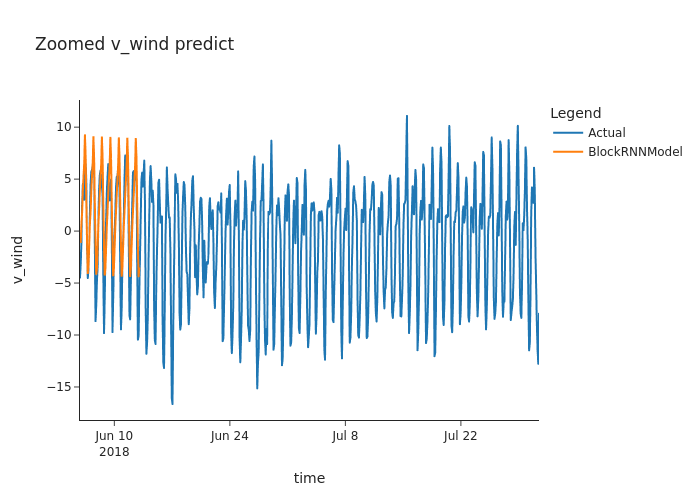 Zoomed v_wind predict
Legend
Actual
BlockRNNModel
v_wind
10
5
0
−5
−10
−15
Jun 10
2018
Jun 24
Jul 8
Jul 22
time